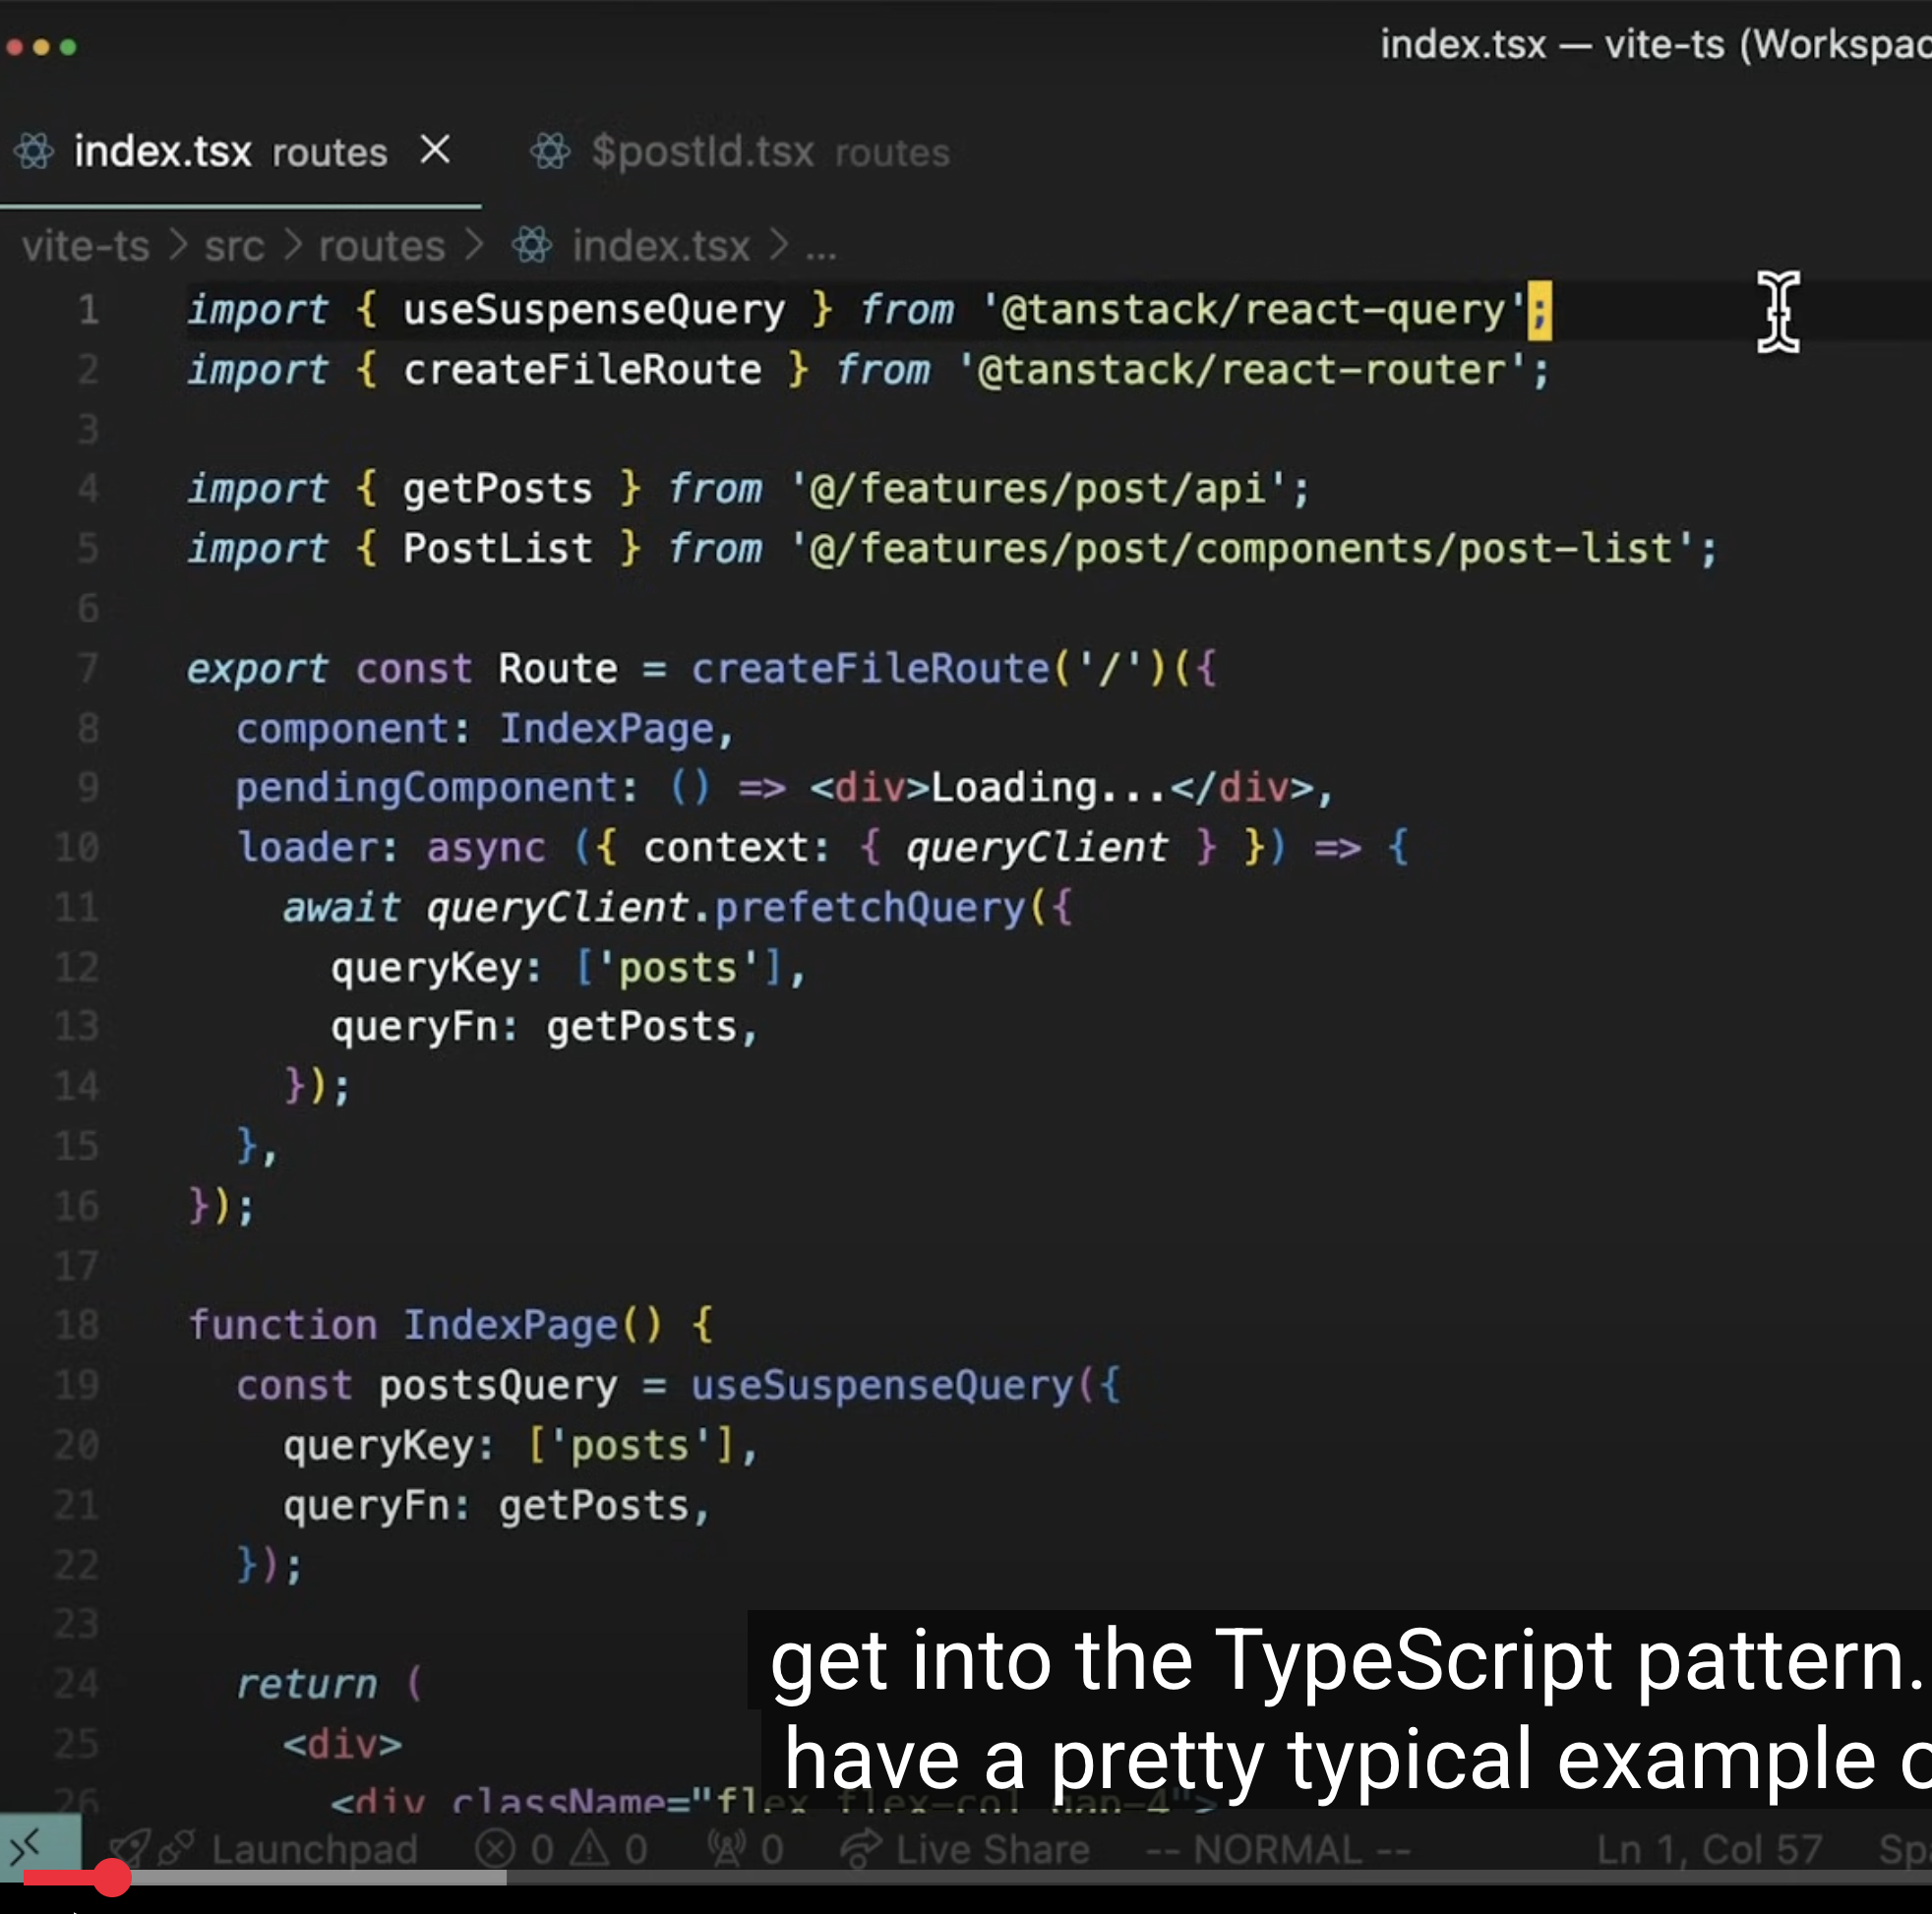 index.tsx — vite-ts (Workspac
index.tsx routes $postId.tsx routes
vite-ts > src > routes > index.tsx > ...
1 import { useSuspenseQuery } from '@tanstack/react-query';
2 import { createFileRoute } from '@tanstack/react-router';
3
4 import { getPosts } from '@/features/post/api';
5 import { PostList } from '@/features/post/components/post-list';
6
7 export const Route = createFileRoute('/')({
8 component: IndexPage,
9 pendingComponent: () => <div>Loading...</div>,
10 loader: async ({ context: { queryClient } }) => {
11 await queryClient.prefetchQuery({
12 queryKey: ['posts'],
13 queryFn: getPosts,
14 });
15 },
16 });
17
18 function IndexPage() {
19 const postsQuery = useSuspenseQuery({
20 queryKey: ['posts'],
21 queryFn: getPosts,
22 });
23
24 return (
25 <div>
26 <div className="flex flex-col gap-4">
get into the TypeScript pattern.
have a pretty typical example o
Launchpad 0 0 0 Live Share -- NORMAL -- Ln 1, Col 57 Spa